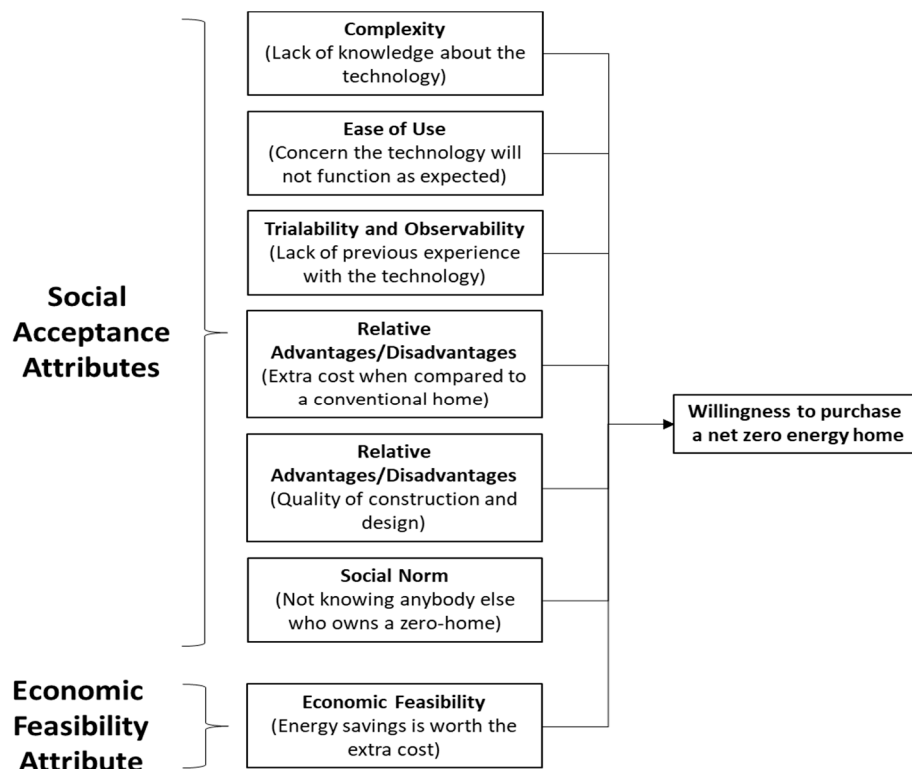 Complexity
(Lack of knowledge about the
technology)
Ease of Use
(Concern the technology will
not function as expected)
Trialability and Observability
(Lack of previous experience
with the technology)
Social
Acceptance
Attributes
Relative
Advantages/Disadvantages
(Extra cost when compared to
a conventional home)
Willingness to purchase
a net zero energy home
Relative
Advantages/Disadvantages
(Quality of construction and
design)
Social Norm
(Not knowing anybody else
who owns a zero-home)
Economic
Feasibility
Attribute
Economic Feasibility
(Energy savings is worth the
extra cost)